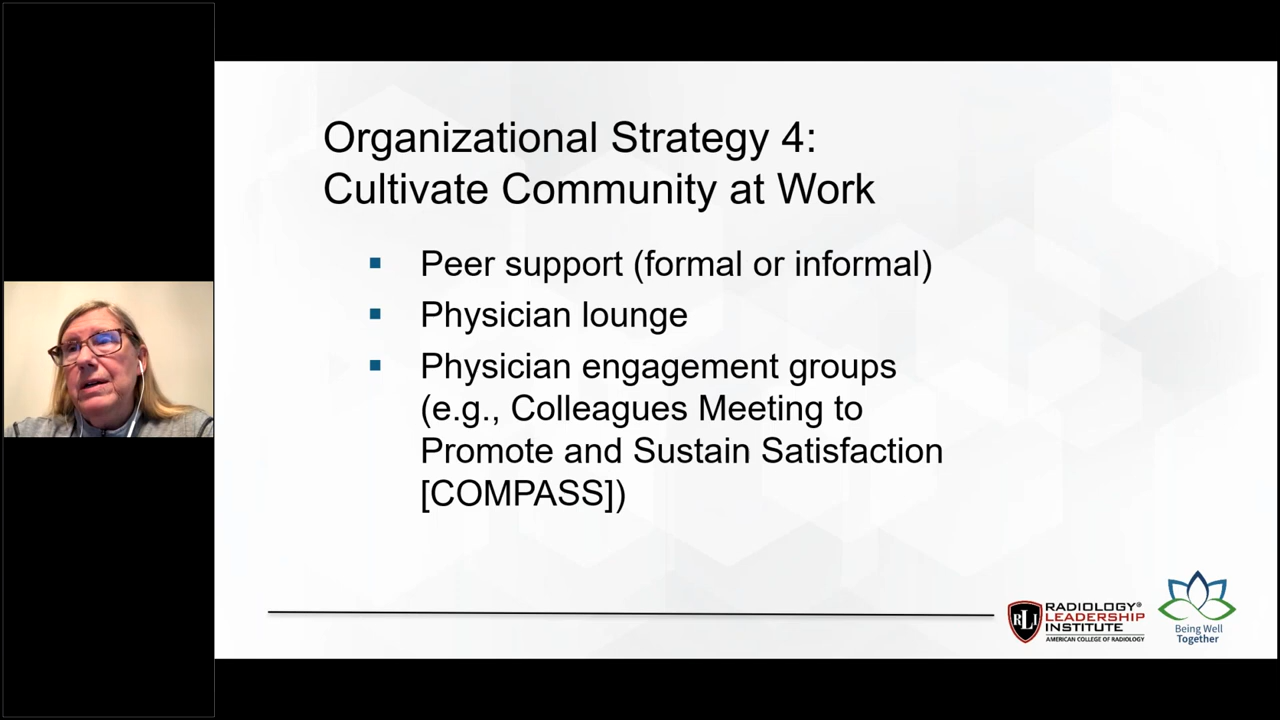 Organizational Strategy 4:
Cultivate Community at Work
Peer support (formal or informal)
Physician lounge
Physician engagement groups
(e.g., Colleagues Meeting to
Promote and Sustain Satisfaction
[COMPASS])
RLI
RADIOLOGY®
LEADERSHIP
INSTITUTE
AMERICAN COLLEGE OF RADIOLOGY
Being Well
Together